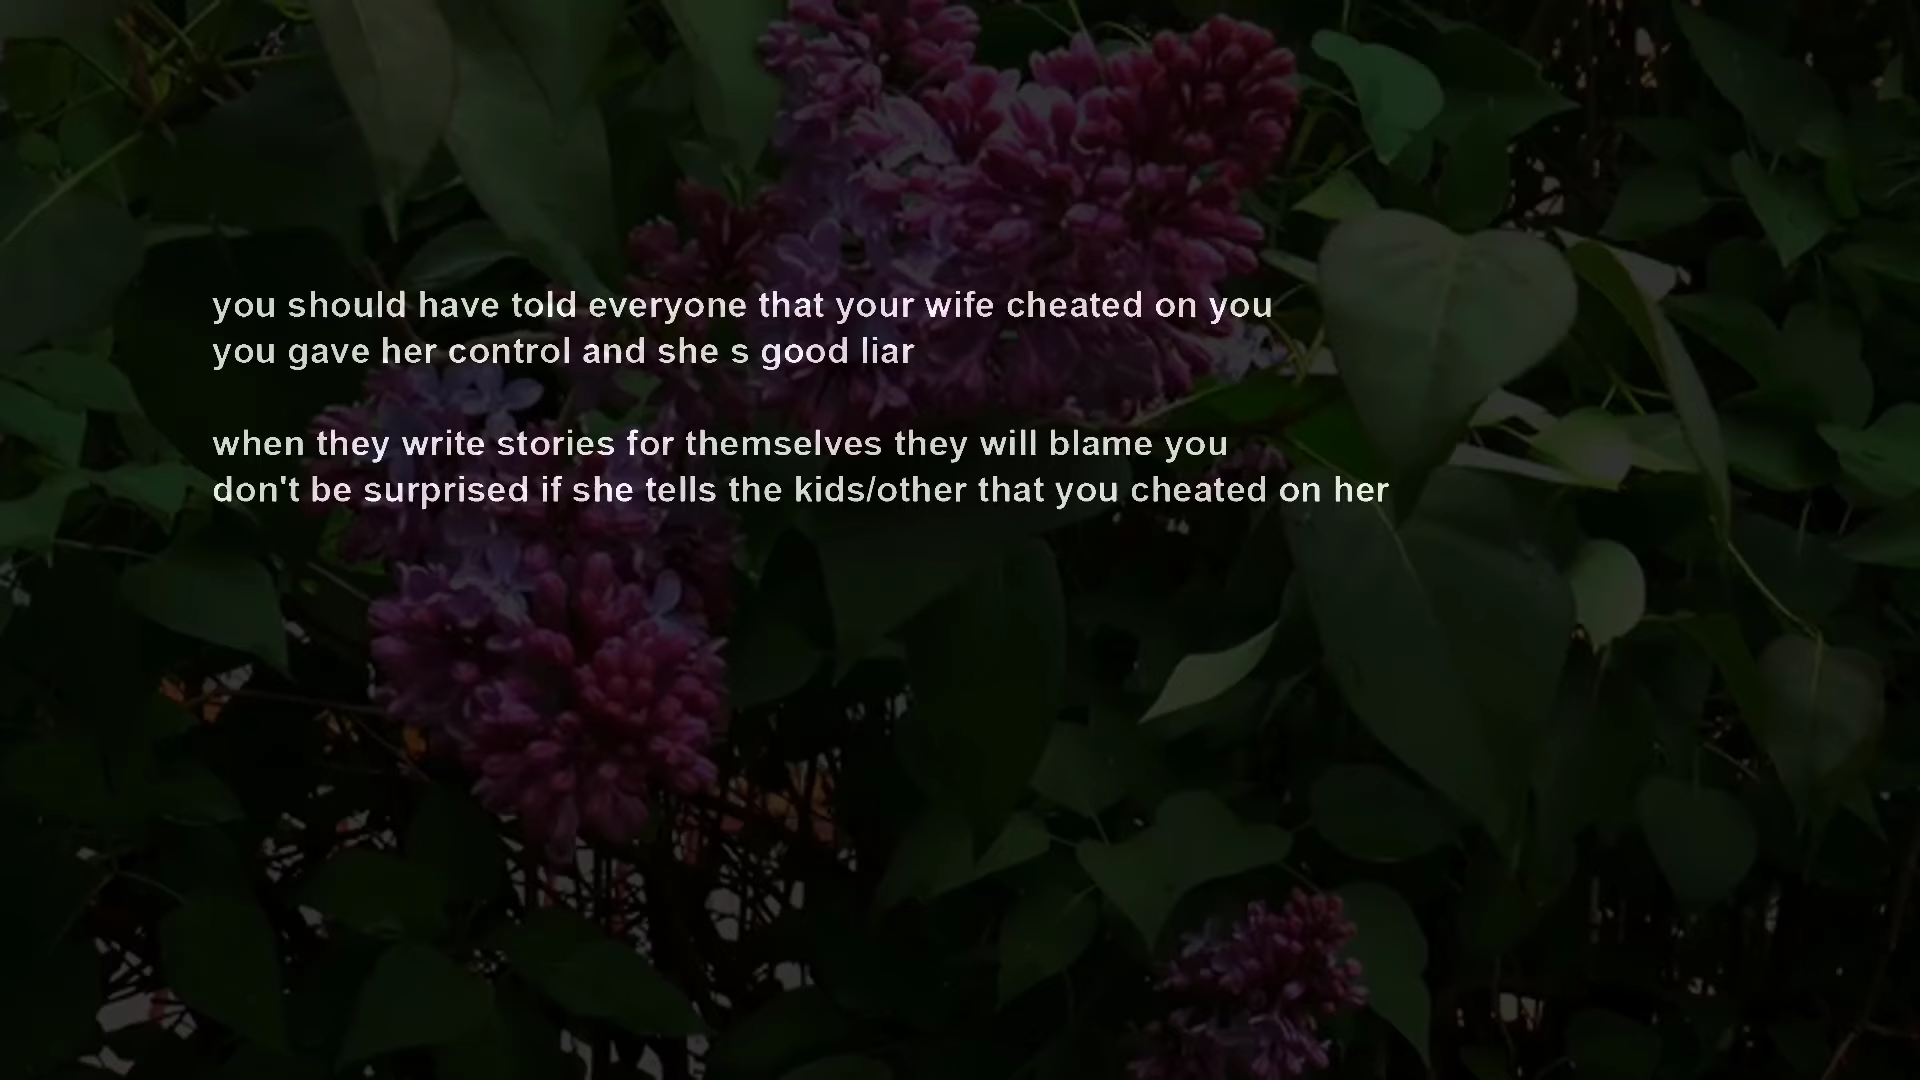 you should have told everyone that your wife cheated on you
you gave her control and she s good liar
when they write stories for themselves they will blame you
don't be surprised if she tells the kids/other that you cheated on her